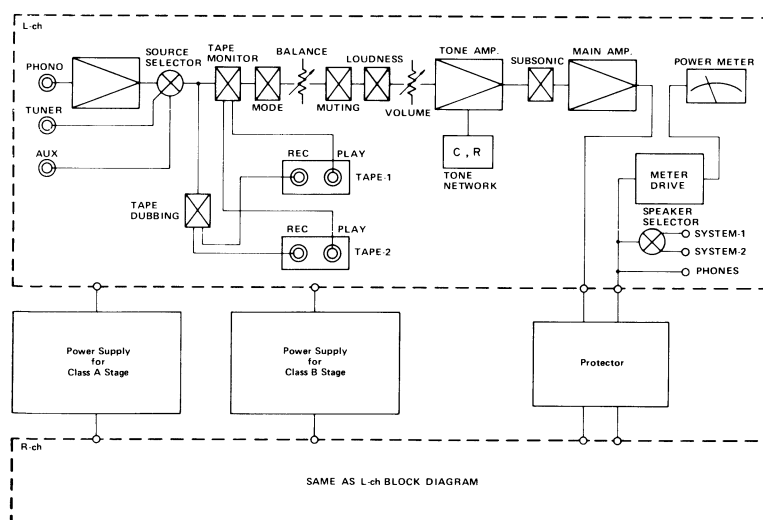 L-ch
PHONO
TUNER
AUX
SOURCE
SELECTOR
TAPE
MONITOR
MODE
BALANCE
MUTING
LOUDNESS
VOLUME
TONE AMP.
C , R
TONE
NETWORK
SUBSONIC
MAIN AMP.
POWER METER
METER
DRIVE
SPEAKER
SELECTOR
SYSTEM-1
SYSTEM-2
PHONES
REC PLAY
TAPE-1
TAPE
DUBBING
REC PLAY
TAPE-2
Power Supply
for
Class A Stage
Power Supply
for
Class B Stage
Protector
R-ch
SAME AS L-ch BLOCK DIAGRAM